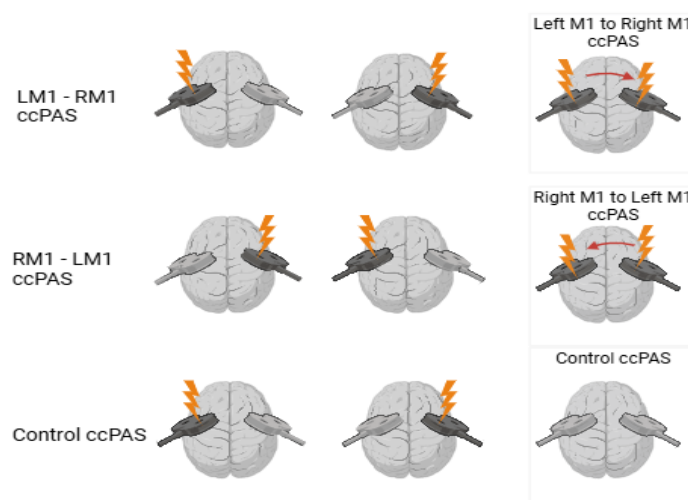 Left M1 to Right M1
ccPAS
LM1 - RM1
ccPAS
Right M1 to Left M1
ccPAS
RM1 - LM1
ccPAS
Control ccPAS
Control ccPAS